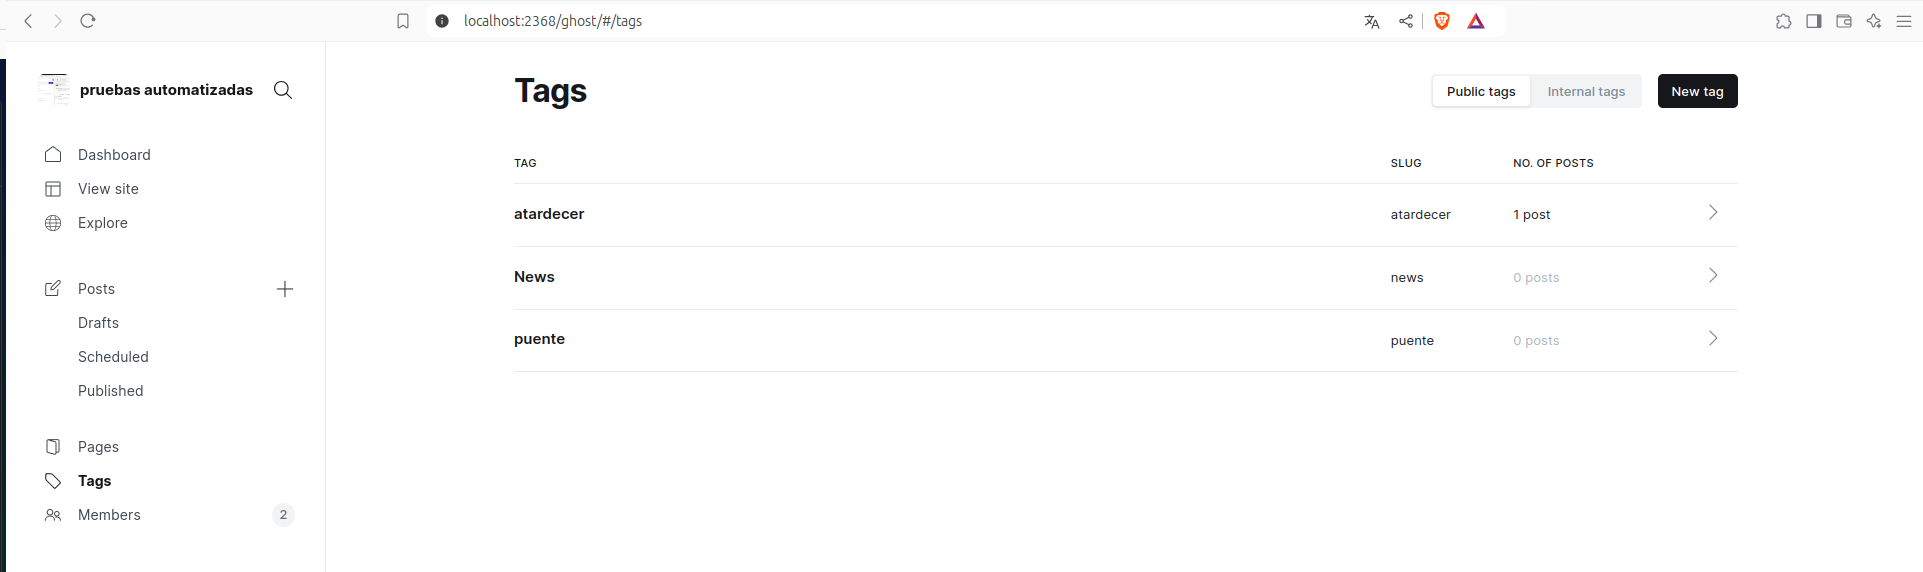 localhost:2368/ghost/#/tags
pruebas automatizadas
Dashboard
View site
Explore
Posts
Drafts
Scheduled
Published
Pages
Tags
Members 2
Tags
Public tags Internal tags New tag
TAG SLUG NO. OF POSTS
atardecer atardecer 1 post
News news 0 posts
puente puente 0 posts